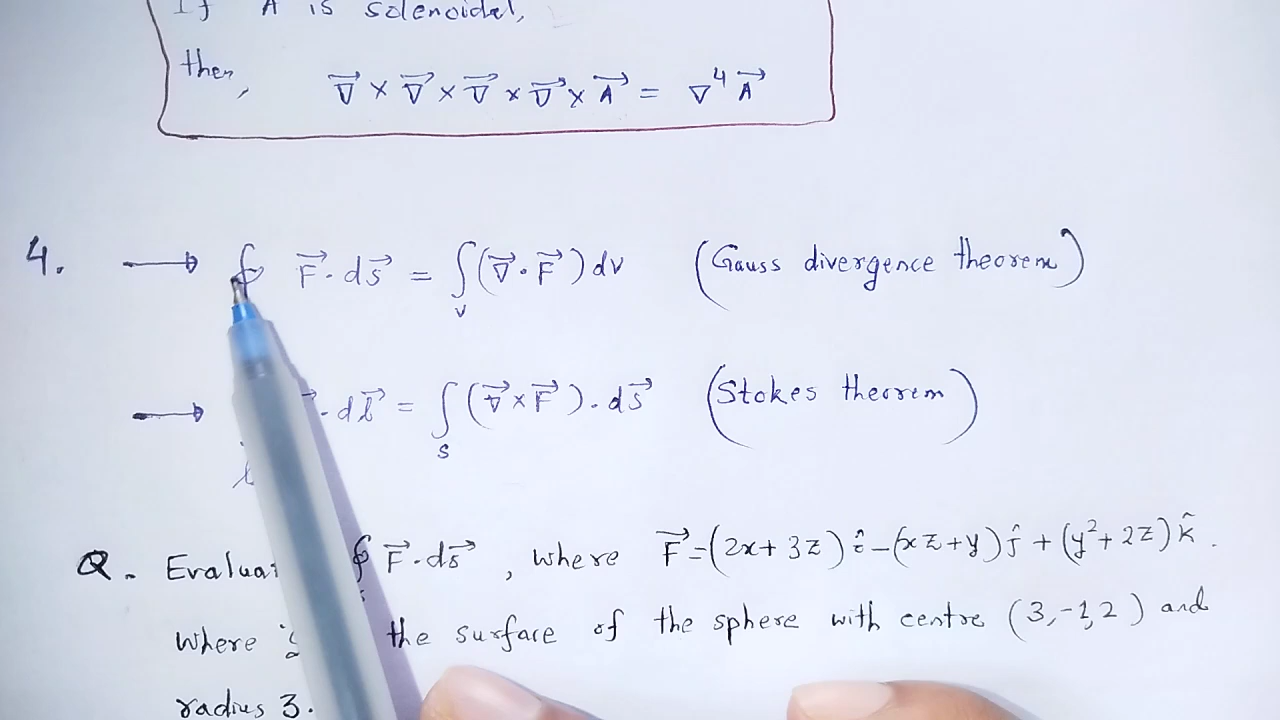 If A is solenoidal,
then, ∇⃗ × ∇⃗ × ∇⃗ × ∇⃗ × A⃗ = ∇⁴ A⃗
4. → ∮ F⃗ · ds⃗ = ∫ᵥ (∇⃗ · F⃗) dv (Gauss divergence theorem)
→ · dl⃗ = ∫ₛ (∇⃗ × F⃗) . ds⃗ (Stokes theorem)
l
Q. ∮ F⃗ · ds⃗, where F⃗ = (2x + 3z) î - (xz + y) ĵ + (y² + 2z) k̂ .
where the surface of the sphere with centre (3, -1, 2) and
radius 3.